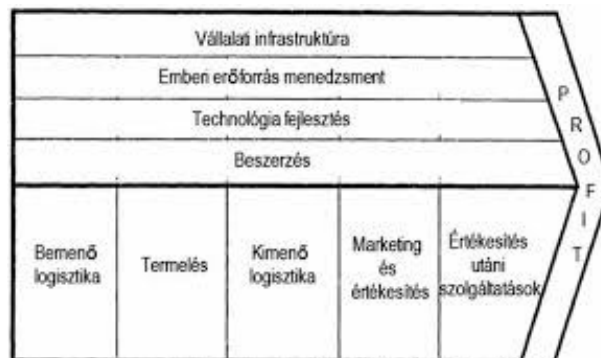 Vállalati infrastruktúra
Emberi erőforrás menedzsment
Technológia fejlesztés
Beszerzés
Bemenő
logisztika
Termelés
Kimenő
logisztika
Marketing
és
értékesítés
Értékesítés
utáni
szolgáltatások
PROFIT